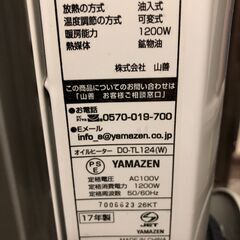 放熱の方式 油入式
温度調節の方式 可変式
暖房能力 1200W
熱媒体 鉱物油
株式会社 山善
この商品についてのお問い合わせは
「山善 お客様ご相談窓口」
●お電話
0570-019-700
●Eメール
info_a@yamazen.co.jp
オイルヒーター DO-TL124(W)
PSE YAMAZEN
定格電圧 AC100V
定格消費電力 1200W
定格周波数 50/60Hz
7006623 26KT
17年製
JET